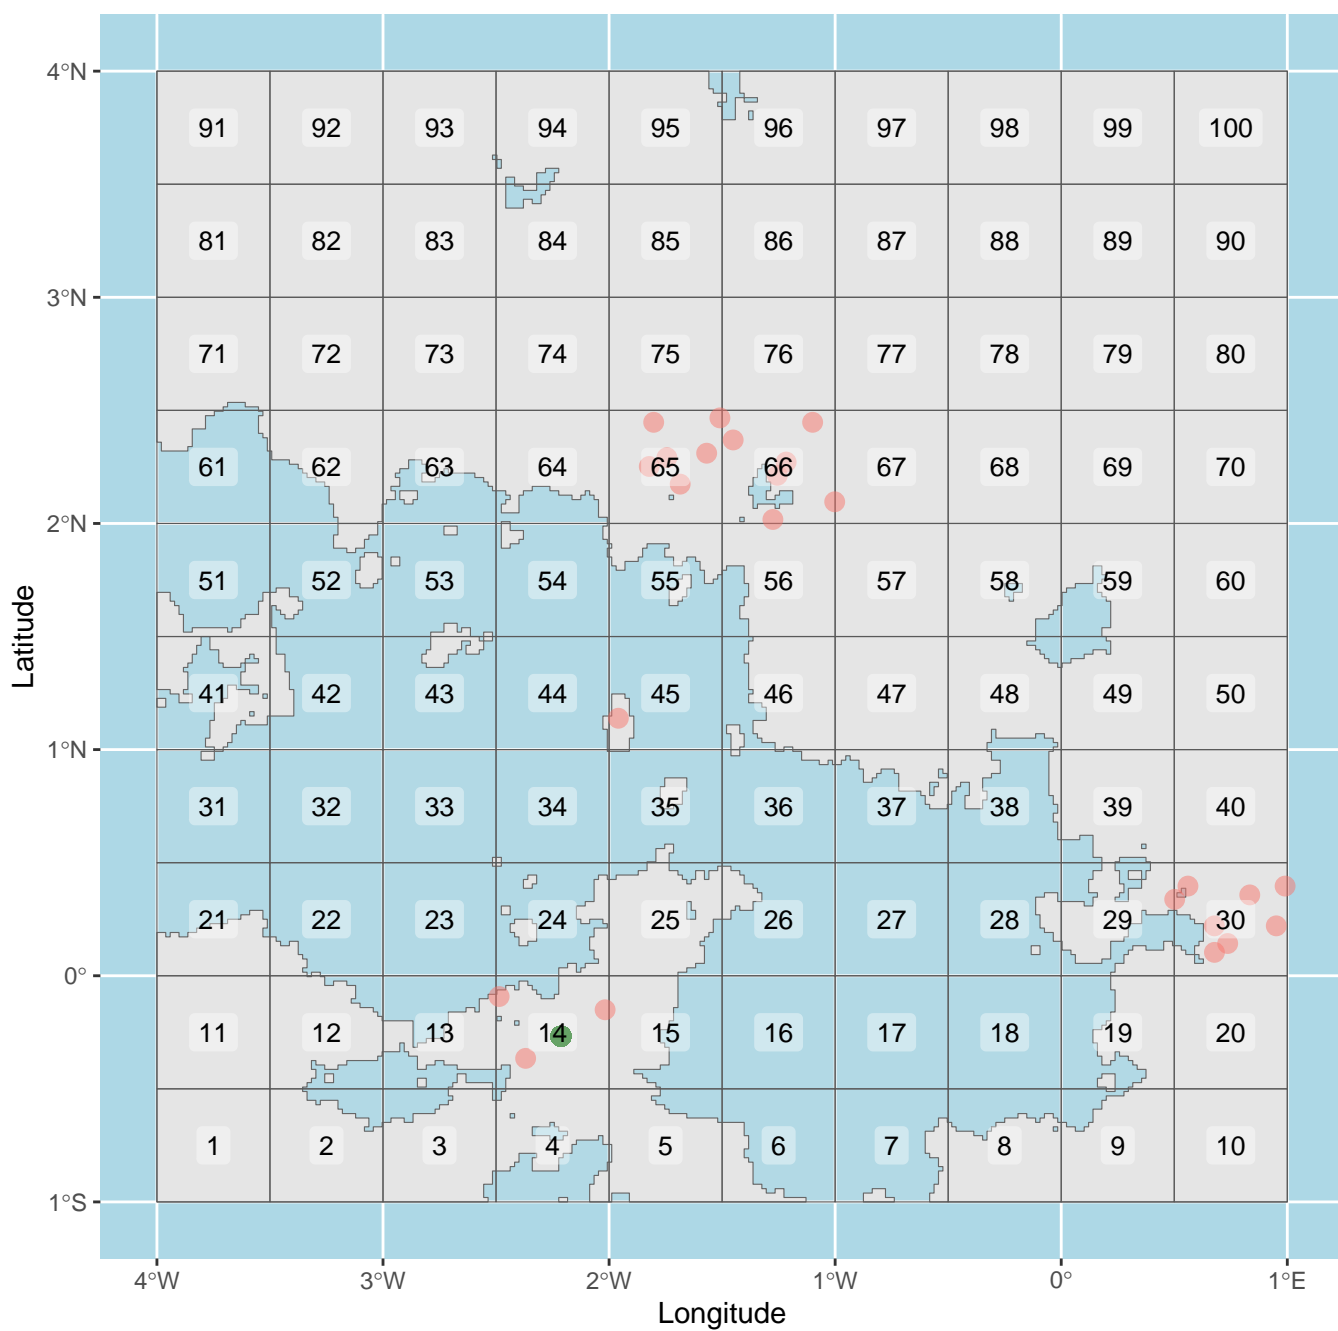 4°N
91 92 93 94 95 96 97 98 99 100
81 82 83 84 85 86 87 88 89 90
3°N
71 72 73 74 75 76 77 78 79 80
61 62 63 64 65 66 67 68 69 70
2°N
51 52 53 54 55 56 57 58 59 60
Latitude
41 42 43 44 45 46 47 48 49 50
1°N
31 32 33 34 35 36 37 38 39 40
21 22 23 24 25 26 27 28 29 30
0°
11 12 13 14 15 16 17 18 19 20
1 2 3 4 5 6 7 8 9 10
1°S
4°W 3°W 2°W 1°W 0° 1°E
Longitude